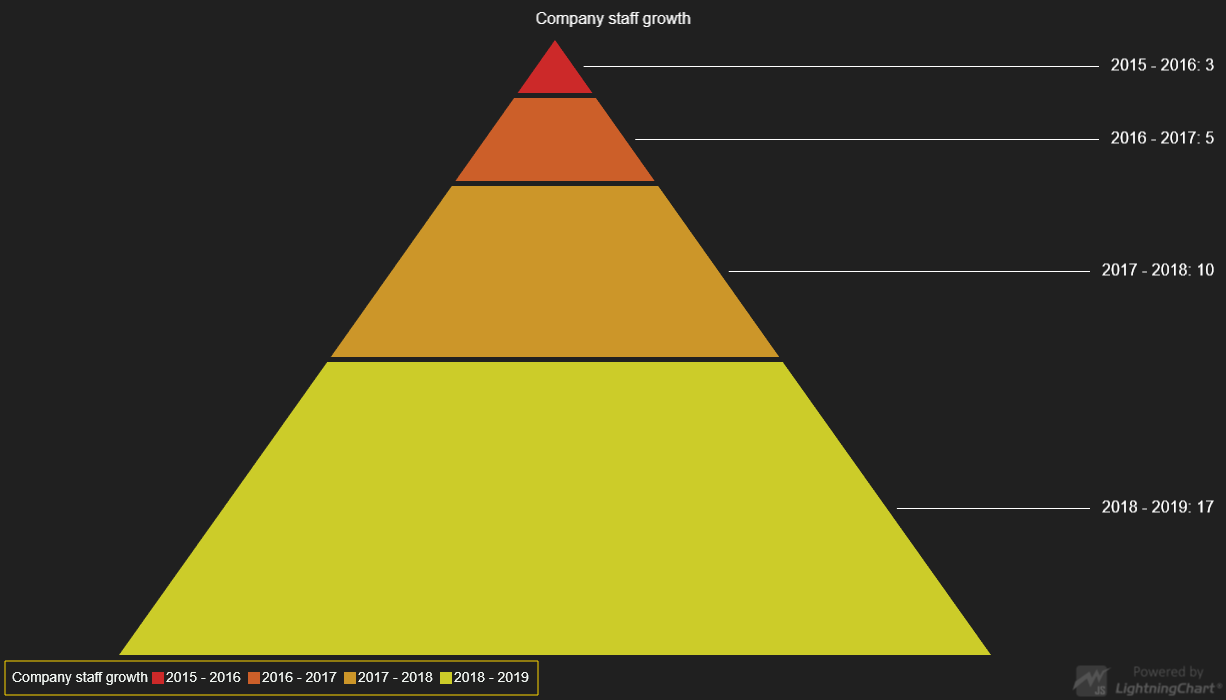 Company staff growth
2015 - 2016: 3
2016 - 2017: 5
2017 - 2018: 10
2018 - 2019: 17
Company staff growth 2015 - 2016 2016 - 2017 2017 - 2018 2018 - 2019
JS Powered by
LightningChart®